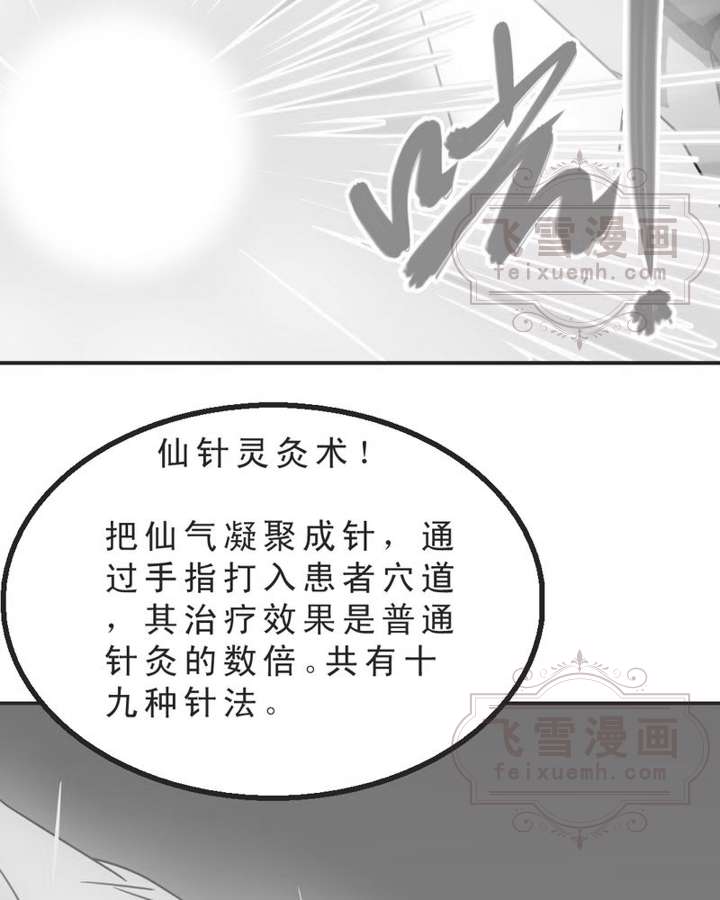 飞雪漫画
feixuemh.com
仙针灵灸术！
把仙气凝聚成针，通
过手指打入患者穴道
，其治疗效果是普通
针灸的数倍。共有十
九种针法。
飞雪漫画
feixuemh.com